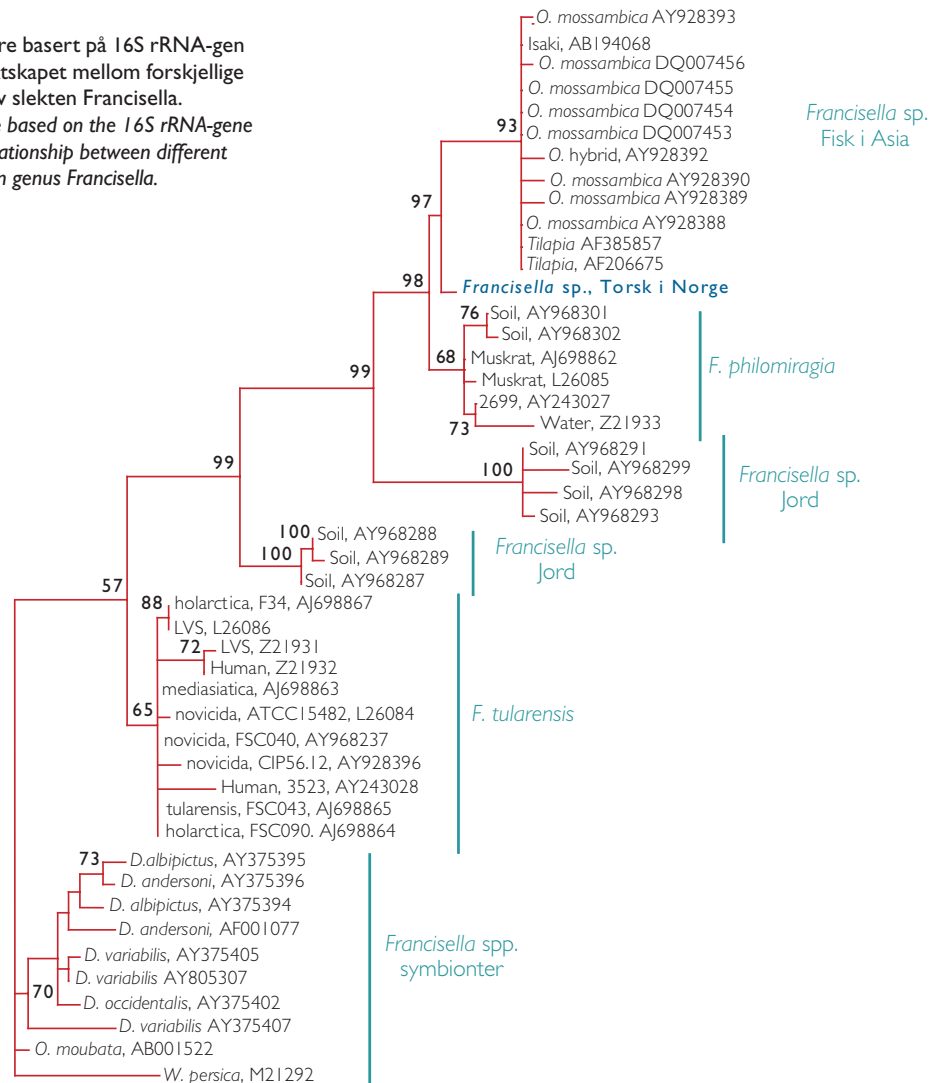 re basert på 16S rRNA-gen
tskapet mellom forskjellige
v slekten Francisella.
e based on the 16S rRNA-gene
ationship between different
n genus Francisella.
O. mossambica AY928393
Isaki, AB194068
O. mossambica DQ007456
O. mossambica DQ007455
O. mossambica DQ007454
O. mossambica DQ007453
93
O. hybrid, AY928392
O. mossambica AY928390
O. mossambica AY928389
O. mossambica AY928388
Tilapia AF385857
Tilapia, AF206675
Francisella sp.
Fisk i Asia
97
98
Francisella sp., Torsk i Norge
76
Soil, AY968301
Soil, AY968302
68
Muskrat, AJ698862
Muskrat, L26085
2699, AY243027
73
Water, Z21933
F. philomiragia
99
Soil, AY968291
100
Soil, AY968299
Soil, AY968298
Soil, AY968293
Francisella sp.
Jord
99
100
Soil, AY968288
100
Soil, AY968289
Soil, AY968287
Francisella sp.
Jord
57
88
holarctica, F34, AJ698867
LVS, L26086
72
LVS, Z21931
Human, Z21932
mediasiatica, AJ698863
65
novicida, ATCC15482, L26084
novicida, FSC040, AY968237
novicida, CIP56.12, AY928396
Human, 3523, AY243028
tularensis, FSC043, AJ698865
holarctica, FSC090. AJ698864
F. tularensis
73
D.albipictus, AY375395
D. andersoni, AY375396
D. albipictus, AY375394
D. andersoni, AF001077
D. variabilis, AY375405
D. variabilis AY805307
70
D. occidentalis, AY375402
D. variabilis AY375407
O. moubata, AB001522
W. persica, M21292
Francisella spp.
symbionter